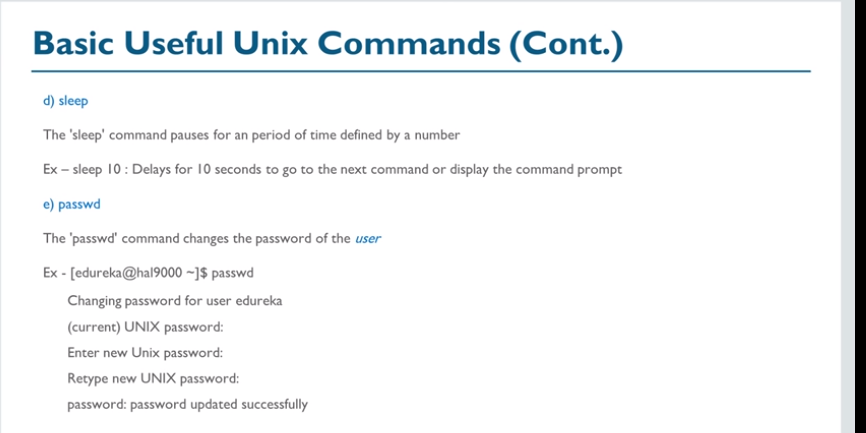 Basic Useful Unix Commands (Cont.)
d) sleep
The 'sleep' command pauses for an period of time defined by a number
Ex – sleep 10 : Delays for 10 seconds to go to the next command or display the command prompt
e) passwd
The 'passwd' command changes the password of the user
Ex - [edureka@hal9000 ~]$ passwd
Changing password for user edureka
(current) UNIX password:
Enter new Unix password:
Retype new UNIX password:
password: password updated successfully